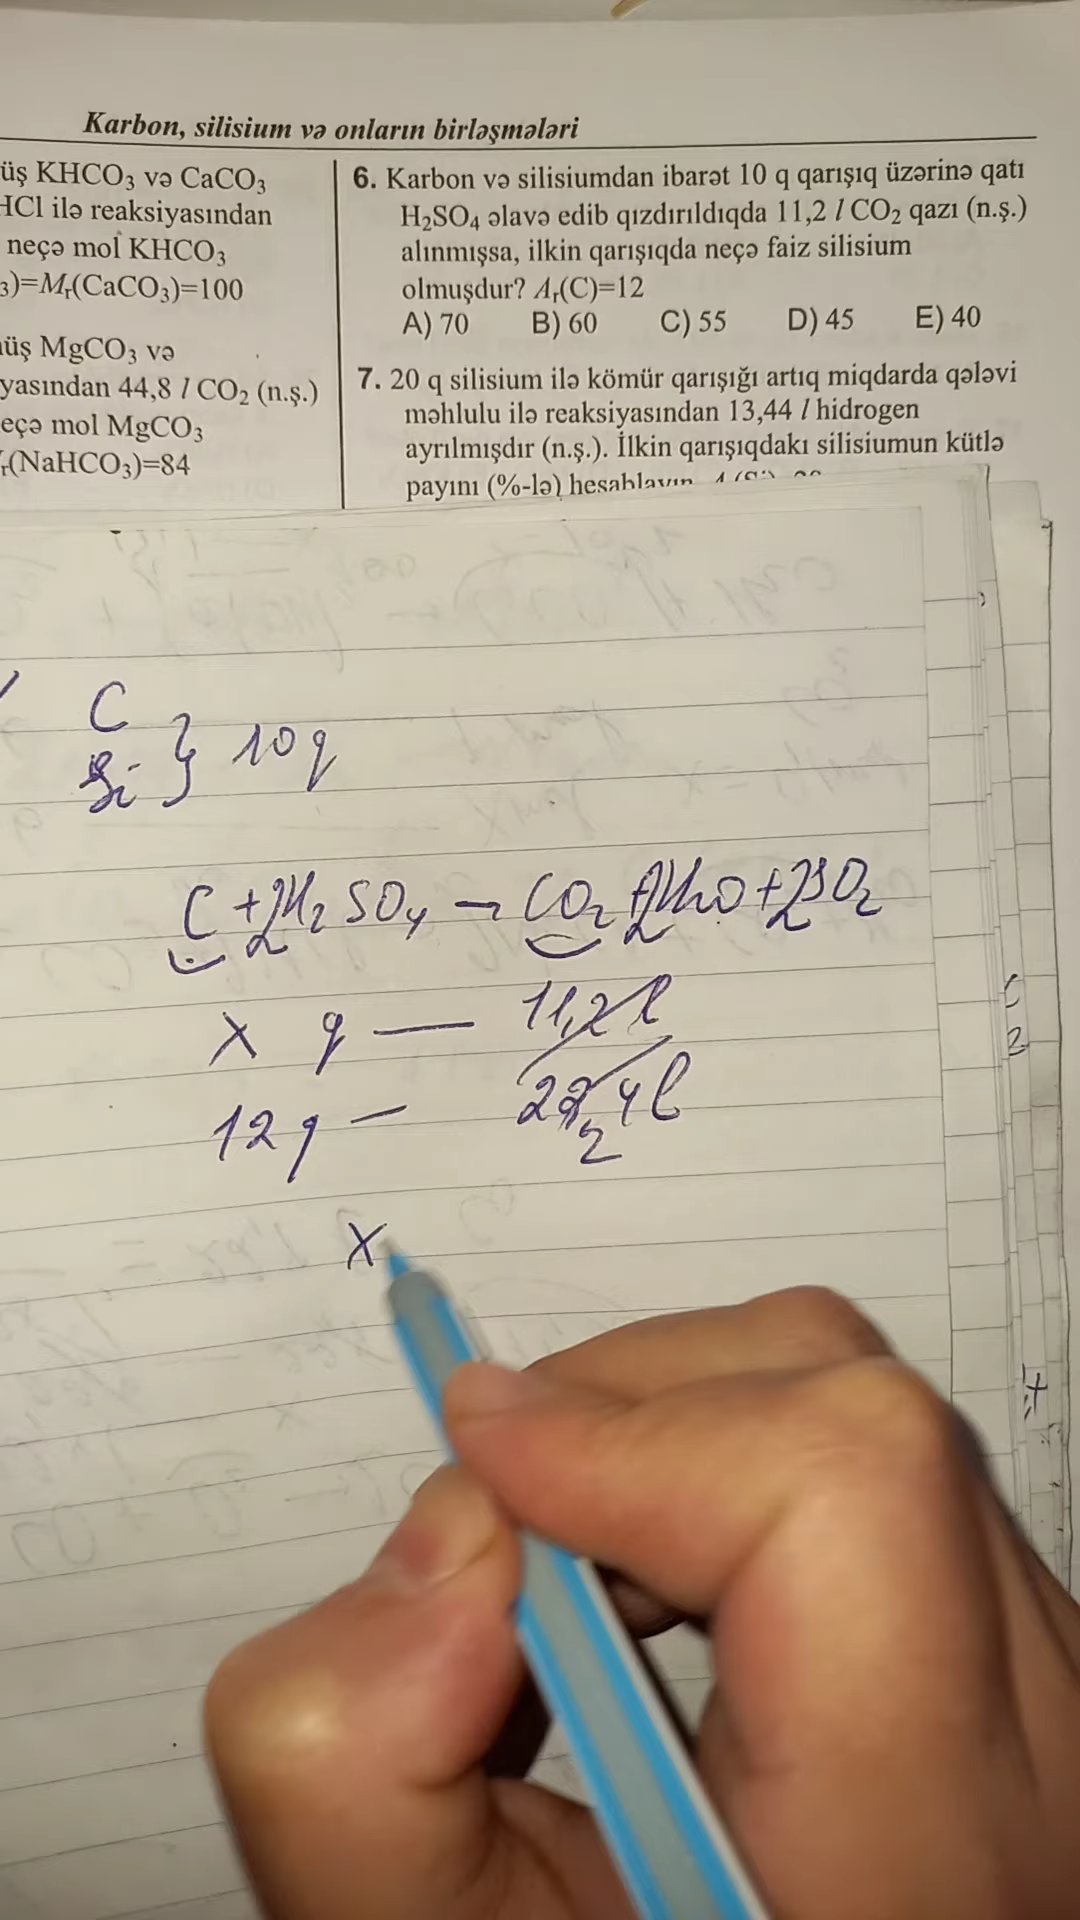 Karbon, silisium və onların birləşmələri
üş KHCO₃ və CaCO₃
HCl ilə reaksiyasından
neçə mol KHCO₃
₃)=Mᵣ(CaCO₃)=100
üş MgCO₃ və
yasından 44,8 l CO₂ (n.ş.)
eçə mol MgCO₃
ᵣ(NaHCO₃)=84
6. Karbon və silisiumdan ibarət 10 q qarışıq üzərinə qatı
H₂SO₄ əlavə edib qızdırıldıqda 11,2 l CO₂ qazı (n.ş.)
alınmışsa, ilkin qarışıqda neçə faiz silisium
olmuşdur? Aᵣ(C)=12
A) 70 B) 60 C) 55 D) 45 E) 40
7. 20 q silisium ilə kömür qarışığı artıq miqdarda qələvi
məhlulu ilə reaksiyasından 13,44 l hidrogen
ayrılmışdır (n.ş.). İlkin qarışıqdakı silisiumun kütlə
payını (%-lə) hesablayın.
C
Si } 10 q
C + 2H₂SO₄ → CO₂ + 2H₂O + 2SO₂
x q — 11,2 l
12 q — 22,4 l
2
x